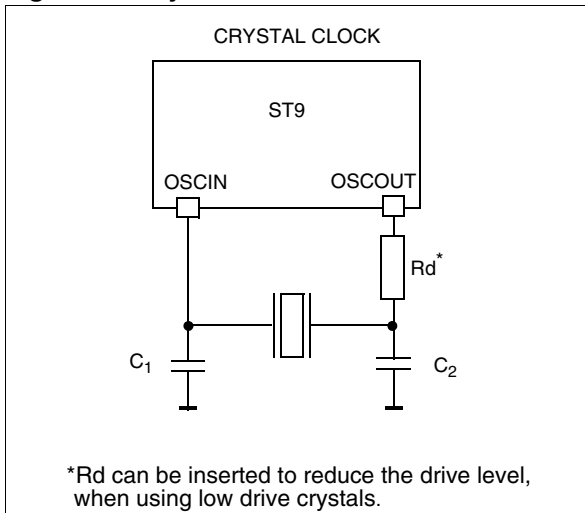 CRYSTAL CLOCK
ST9
OSCIN
OSCOUT
Rd*
C1
C2
*Rd can be inserted to reduce the drive level,
when using low drive crystals.